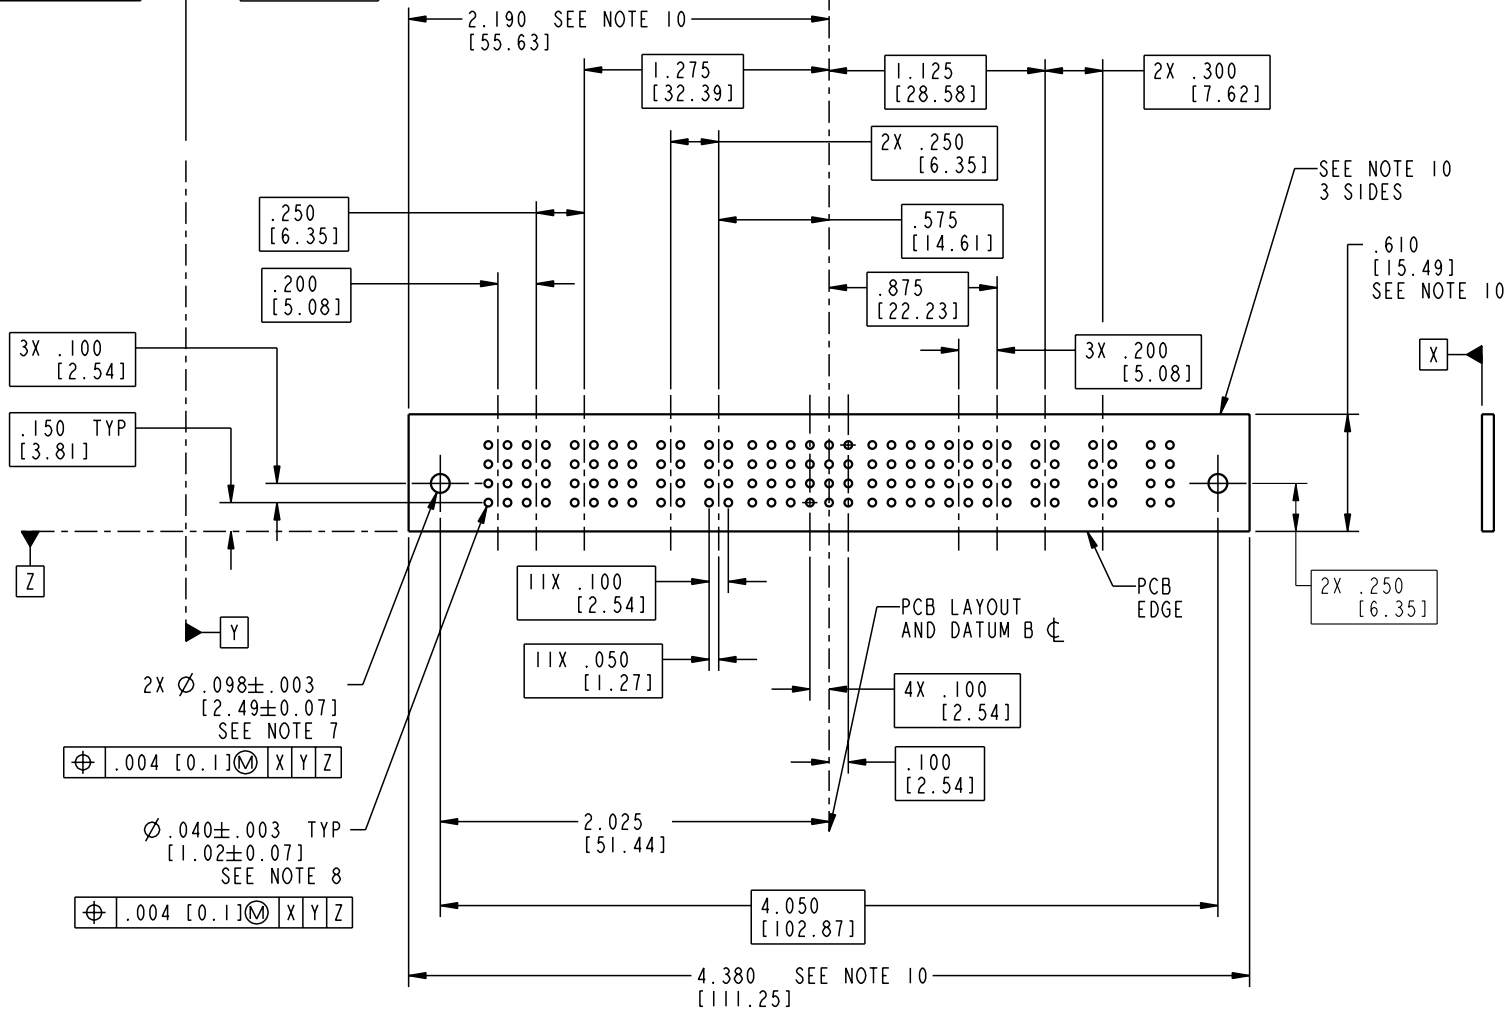 2.190 SEE NOTE 10
[55.63]
1.275
[32.39]
1.125
[28.58]
2X .300
[7.62]
2X .250
[6.35]
SEE NOTE 10
3 SIDES
.250
[6.35]
.575
[14.61]
.610
[15.49]
SEE NOTE 10
.200
[5.08]
.875
[22.23]
3X .100
[2.54]
3X .200
[5.08]
X
.150 TYP
[3.81]
Z
11X .100
[2.54]
PCB
EDGE
2X .250
[6.35]
Y
PCB LAYOUT
AND DATUM B ℄
11X .050
[1.27]
2X Ø.098±.003
[2.49±0.07]
SEE NOTE 7
⌖ .004 [0.1]Ⓜ X Y Z
4X .100
[2.54]
.100
[2.54]
Ø.040±.003 TYP
[1.02±0.07]
SEE NOTE 8
⌖ .004 [0.1]Ⓜ X Y Z
2.025
[51.44]
4.050
[102.87]
4.380 SEE NOTE 10
[111.25]